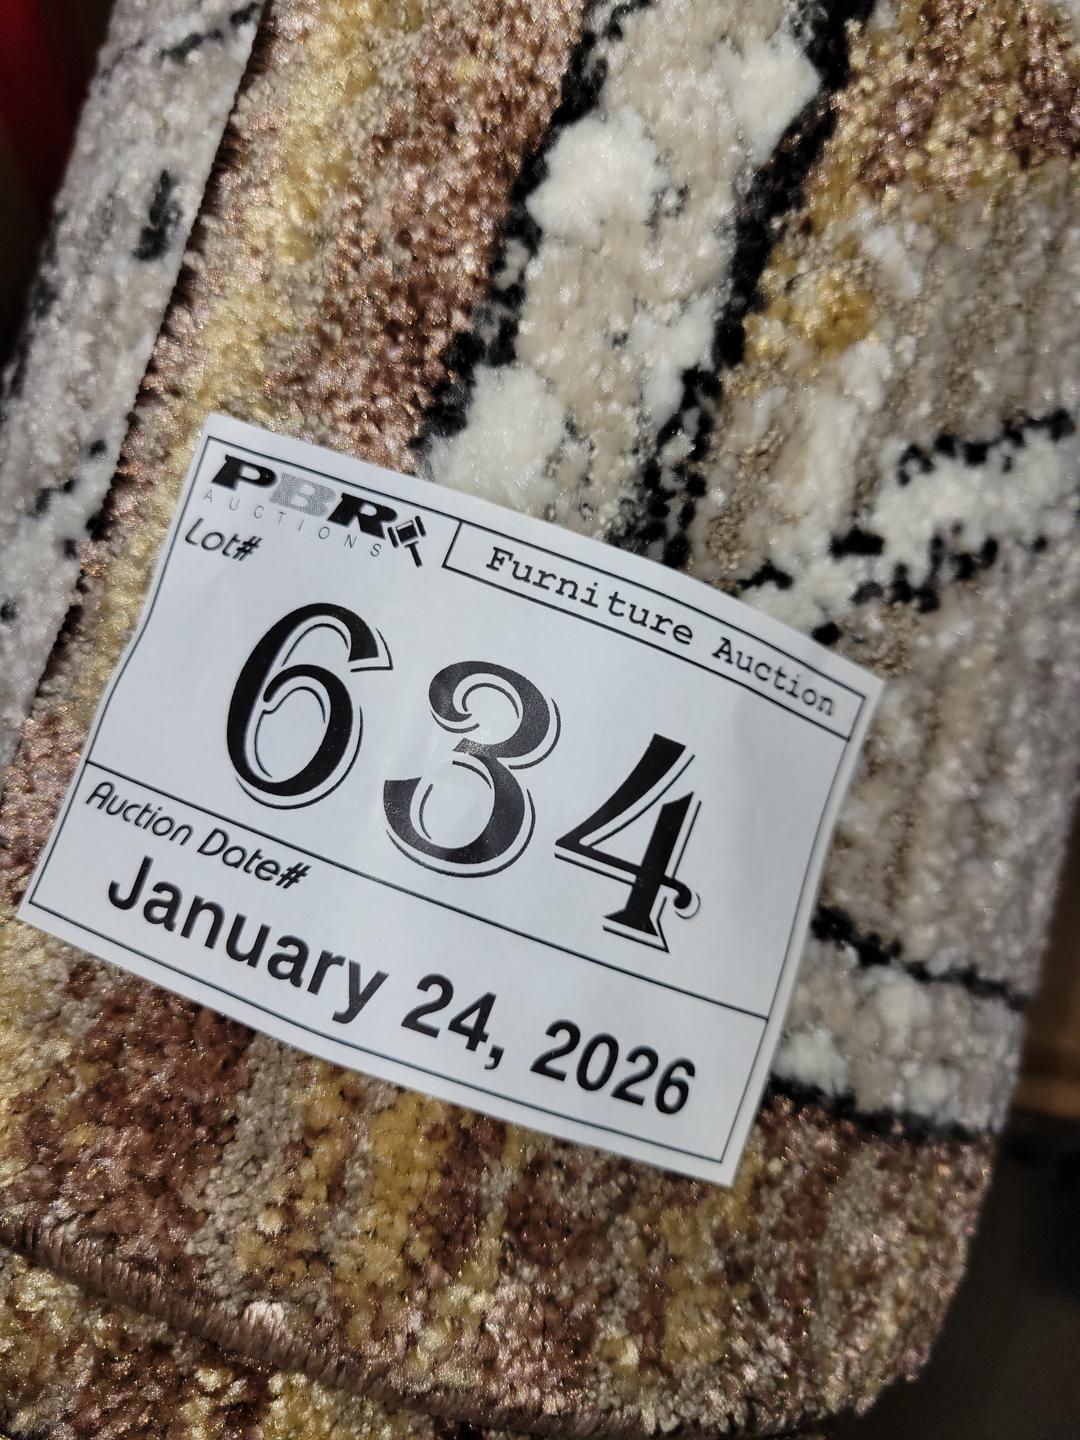 PBR
AUCTIONS
Furniture Auction
Lot#
634
Auction Date#
January 24, 2026